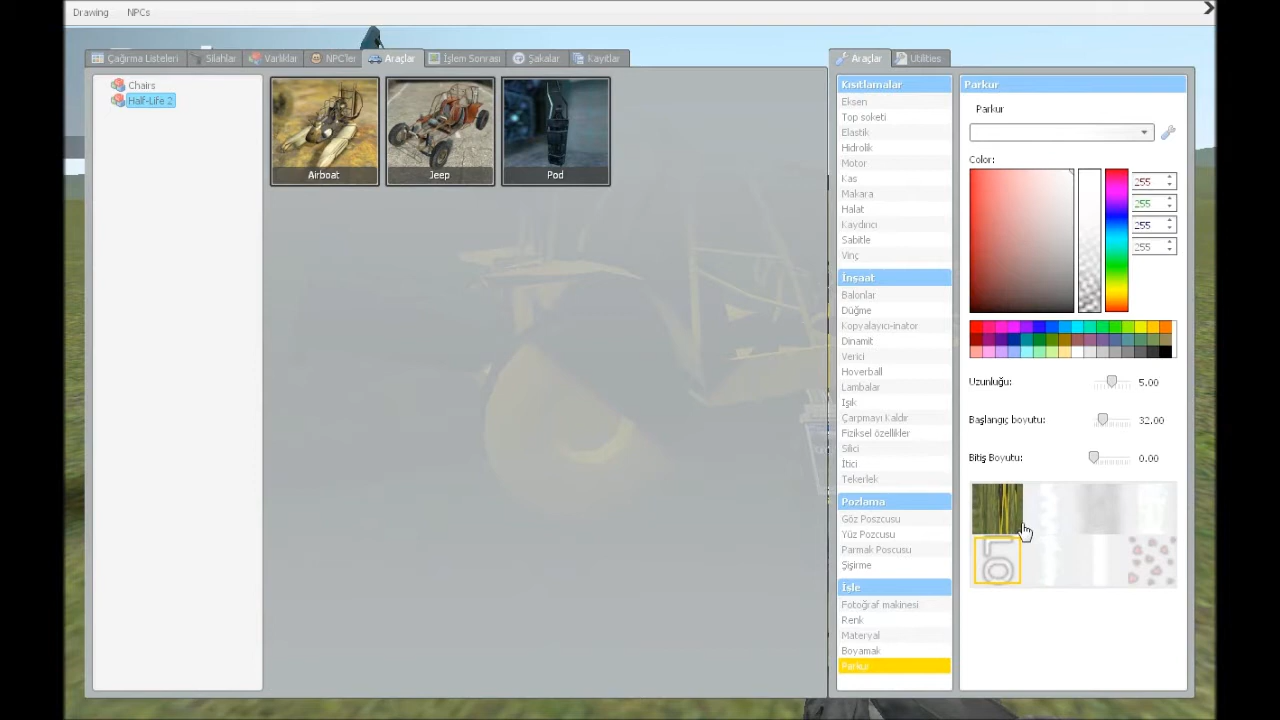 Drawing NPCs
Çağırma Listeleri Silahlar Varlıklar NPC'ler Araçlar İşlem Sonrası Şakalar Kayıtlar
Araçlar Utilities
Chairs
Half-Life 2
Airboat Jeep Pod
Kısıtlamalar
Eksen
Top soketi
Elastik
Hidrolik
Motor
Kas
Makara
Halat
Kaydırıcı
Sabitle
Vinç
İnşaat
Balonlar
Düğme
Kopyalayıcı-inator
Dinamit
Verici
Hoverball
Lambalar
Işık
Çarpmayı Kaldır
Fiziksel özellikler
Silici
İtici
Tekerlek
Pozlama
Göz Poszcusu
Yüz Pozcusu
Parmak Poscusu
Şişirme
İşle
Fotoğraf makinesi
Renk
Materyal
Boyamak
Parkur
Parkur
Parkur
Color:
255
255
255
255
Uzunluğu: 5.00
Başlangıç boyutu: 32.00
Bitiş Boyutu: 0.00